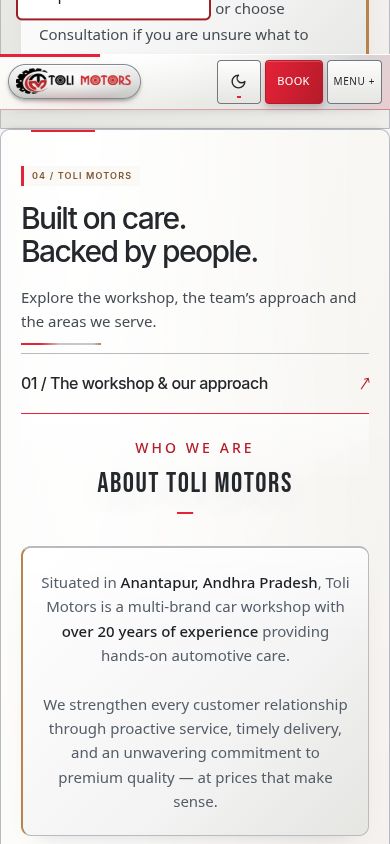 or choose
Consultation if you are unsure what to
TOLI MOTORS
BOOK
MENU +
04 / TOLI MOTORS
Built on care.
Backed by people.
Explore the workshop, the team’s approach and
the areas we serve.
01 / The workshop & our approach
WHO WE ARE
ABOUT TOLI MOTORS
Situated in Anantapur, Andhra Pradesh, Toli
Motors is a multi-brand car workshop with
over 20 years of experience providing
hands-on automotive care.
We strengthen every customer relationship
through proactive service, timely delivery,
and an unwavering commitment to
premium quality — at prices that make
sense.